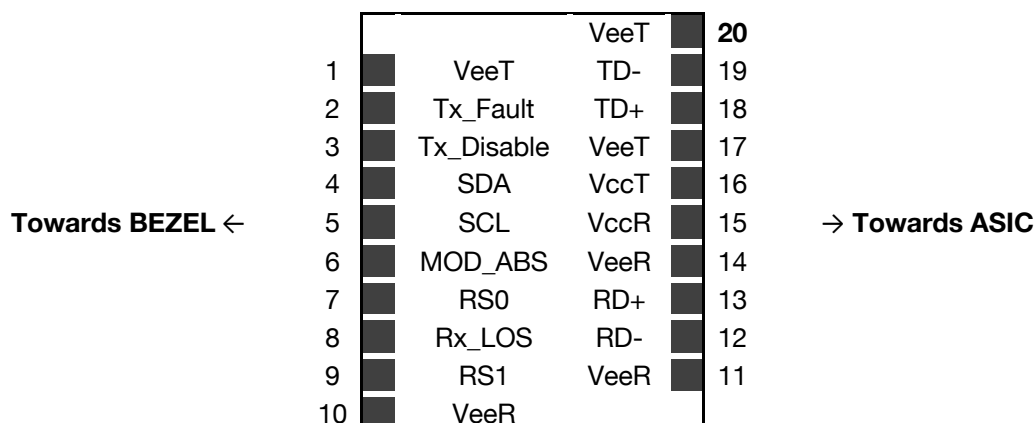 VeeT 20
1 VeeT TD- 19
2 Tx_Fault TD+ 18
3 Tx_Disable VeeT 17
4 SDA VccT 16
Towards BEZEL ← 5 SCL VccR 15 → Towards ASIC
6 MOD_ABS VeeR 14
7 RS0 RD+ 13
8 Rx_LOS RD- 12
9 RS1 VeeR 11
10 VeeR